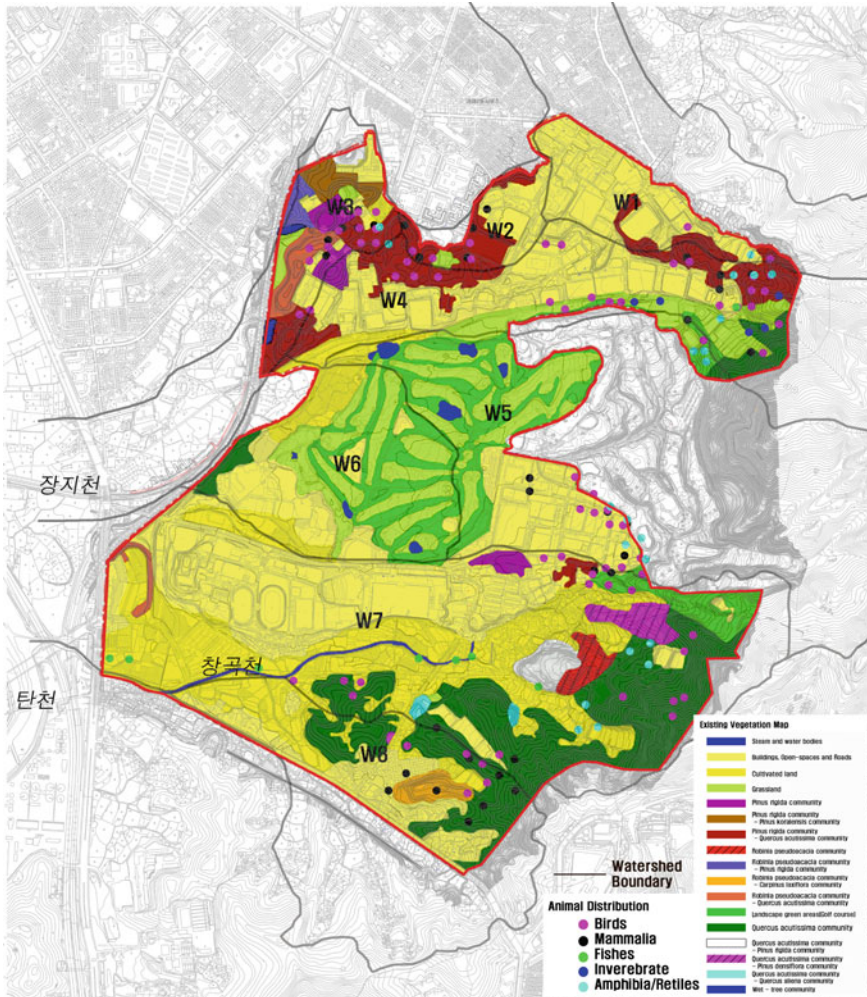 W1
W3
W2
W4
W5
W6
장지천
W7
창곡천
탄천
W8
Watershed
Boundary
Animal Distribution
Birds
Mammalia
Fishes
Inverebrate
Amphibia/Retiles
Existing Vegetation Map
Steam and water bodies
Buildings, Open-spaces and Roads
Cultivated land
Grassland
Pinus rigida community
Pinus rigida community
- Pinus koraiensis community
Pinus rigida community
- Quercus acutissima community
Robinia pseudoacacia community
Robinia pseudoacacia community
- Pinus rigida community
Robinia pseudoacacia community
- Carpinus laxiflora community
Robinia pseudoacacia community
- Quercus acutissima community
Landscape green areas(Golf course)
Quercus acutissima community
Quercus acutissima community
- Pinus rigida community
Quercus acutissima community
- Pinus densiflora community
Quercus acutissima community
- Quercus aliena community
Wet - tree community